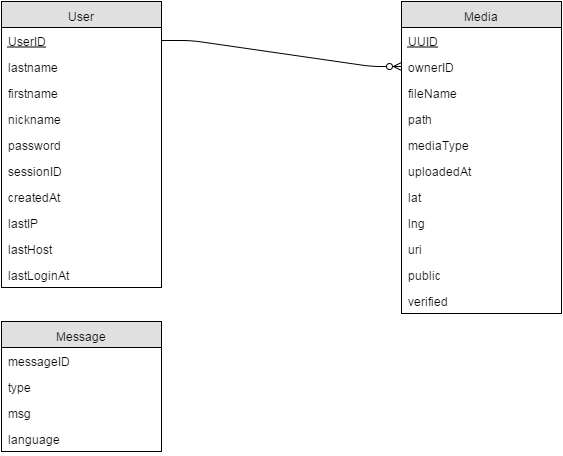 User
UserID
lastname
firstname
nickname
password
sessionID
createdAt
lastIP
lastHost
lastLoginAt
Media
UUID
ownerID
fileName
path
mediaType
uploadedAt
lat
lng
uri
public
verified
Message
messageID
type
msg
language